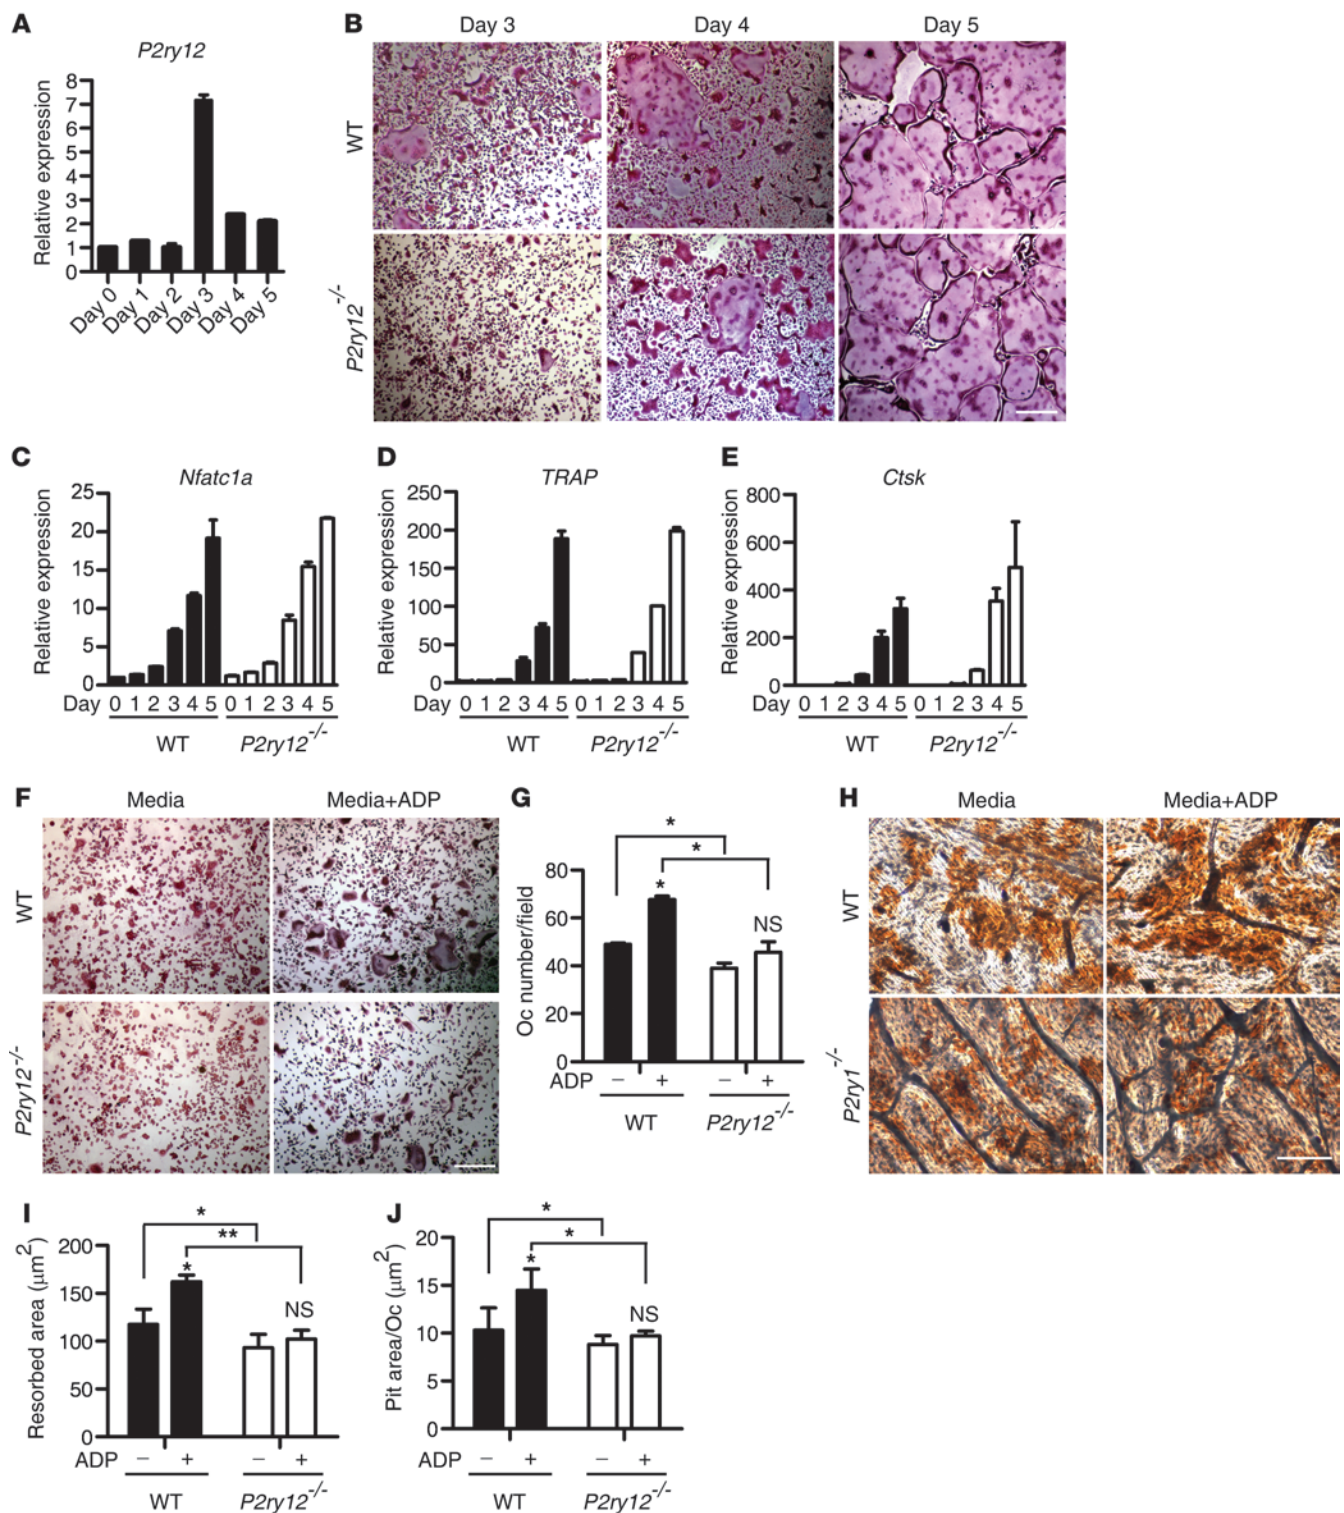 A
P2ry12
Relative expression
8
7
6
5
4
3
2
1
0
Day 0
Day 1
Day 2
Day 3
Day 4
Day 5
B
Day 3
Day 4
Day 5
WT
P2ry12-/-
C
Nfatc1a
Relative expression
25
20
15
10
5
0
Day 0 1 2 3 4 5 0 1 2 3 4 5
WT
P2ry12-/-
D
TRAP
Relative expression
250
200
150
100
50
0
Day 0 1 2 3 4 5 0 1 2 3 4 5
WT
P2ry12-/-
E
Ctsk
Relative expression
800
600
400
200
0
Day 0 1 2 3 4 5 0 1 2 3 4 5
WT
P2ry12-/-
F
Media
Media+ADP
WT
P2ry12-/-
G
Oc number/field
80
60
40
20
0
*
*
*
NS
ADP − + − +
WT
P2ry12-/-
H
Media
Media+ADP
WT
P2ry1-/-
I
Resorbed area (μm2)
200
150
100
50
0
*
**
*
NS
ADP − + − +
WT
P2ry12-/-
J
Pit area/Oc (μm2)
20
15
10
5
0
*
*
*
NS
ADP − + − +
WT
P2ry12-/-